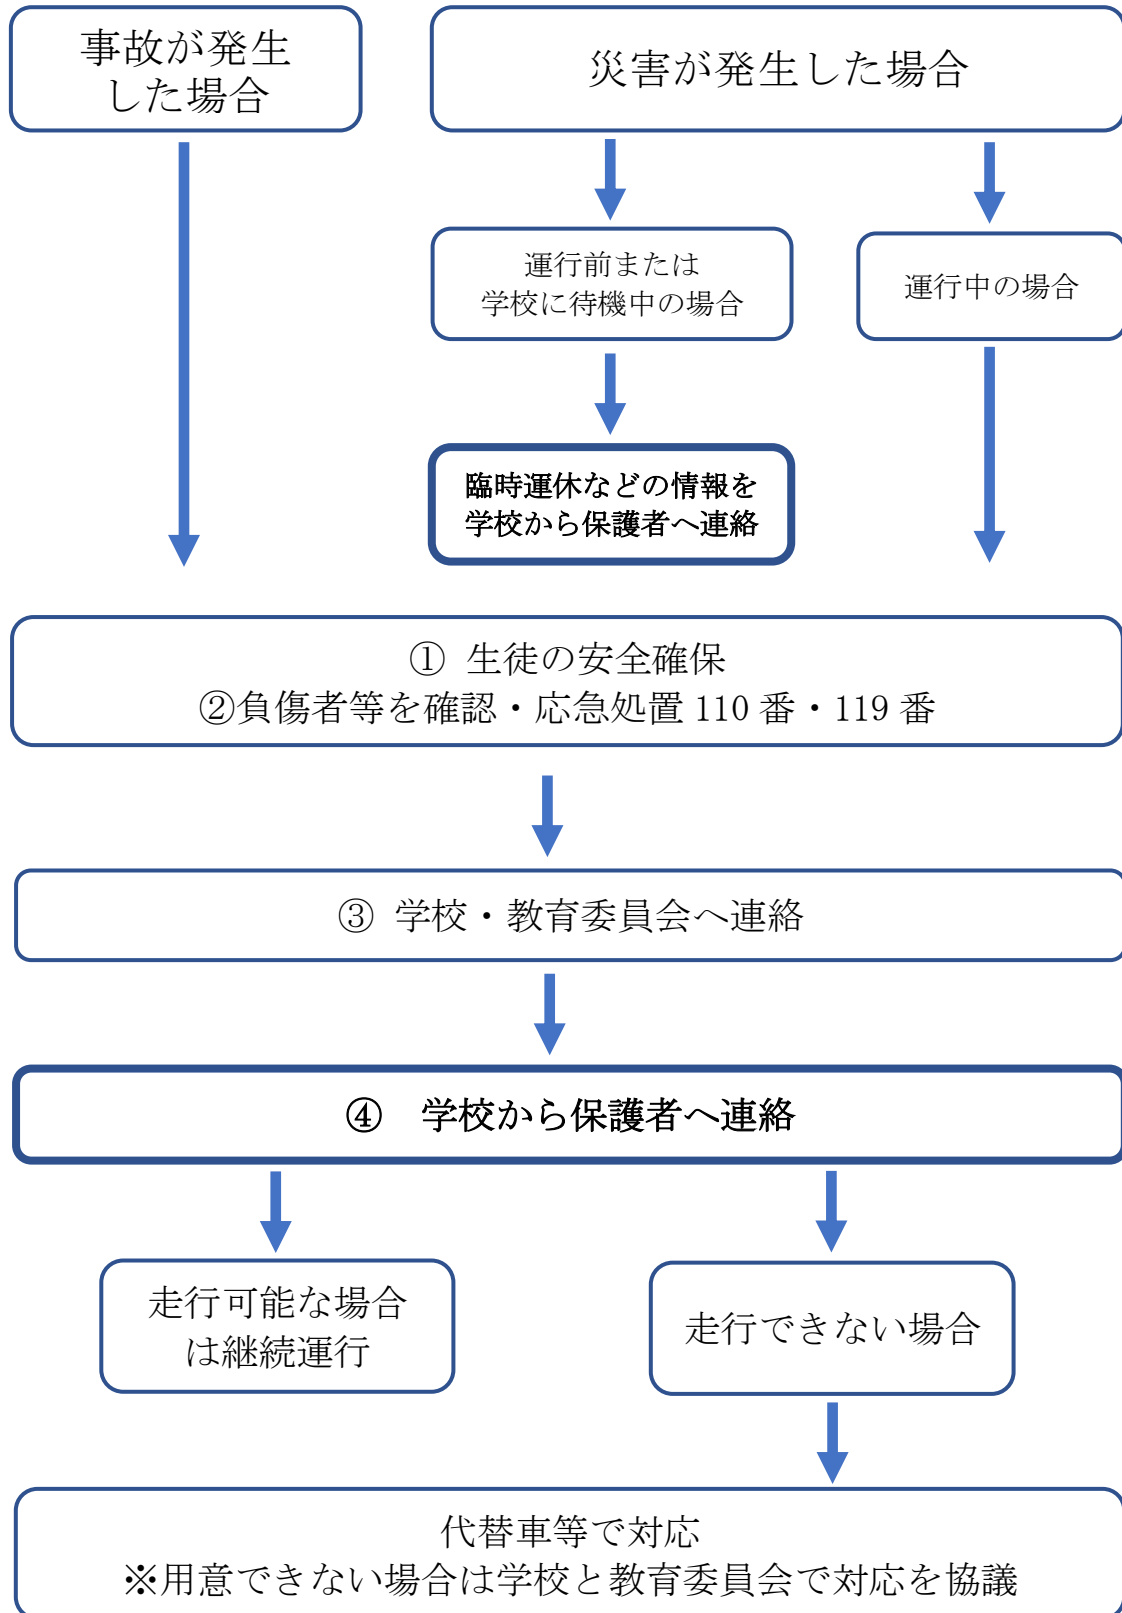 事故が発生
した場合
災害が発生した場合
運行前または
学校に待機中の場合
運行中の場合
臨時運休などの情報を
学校から保護者へ連絡
① 生徒の安全確保
②負傷者等を確認・応急処置 110 番・119 番
③ 学校・教育委員会へ連絡
④　学校から保護者へ連絡
走行可能な場合
は継続運行
走行できない場合
代替車等で対応
※用意できない場合は学校と教育委員会で対応を協議